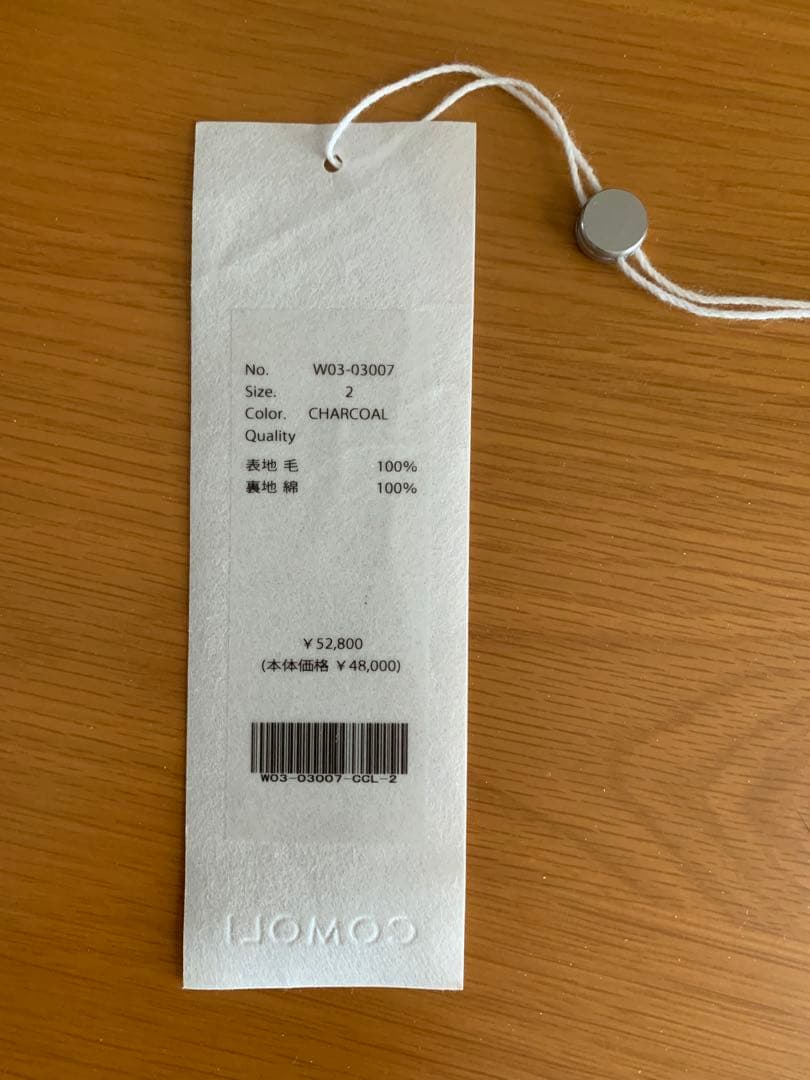 No. W03-03007
Size. 2
Color. CHARCOAL
Quality
表地 毛 100%
裏地 綿 100%
¥52,800
(本体価格 ¥48,000)
W03-03007-CCL-2
COMOLI